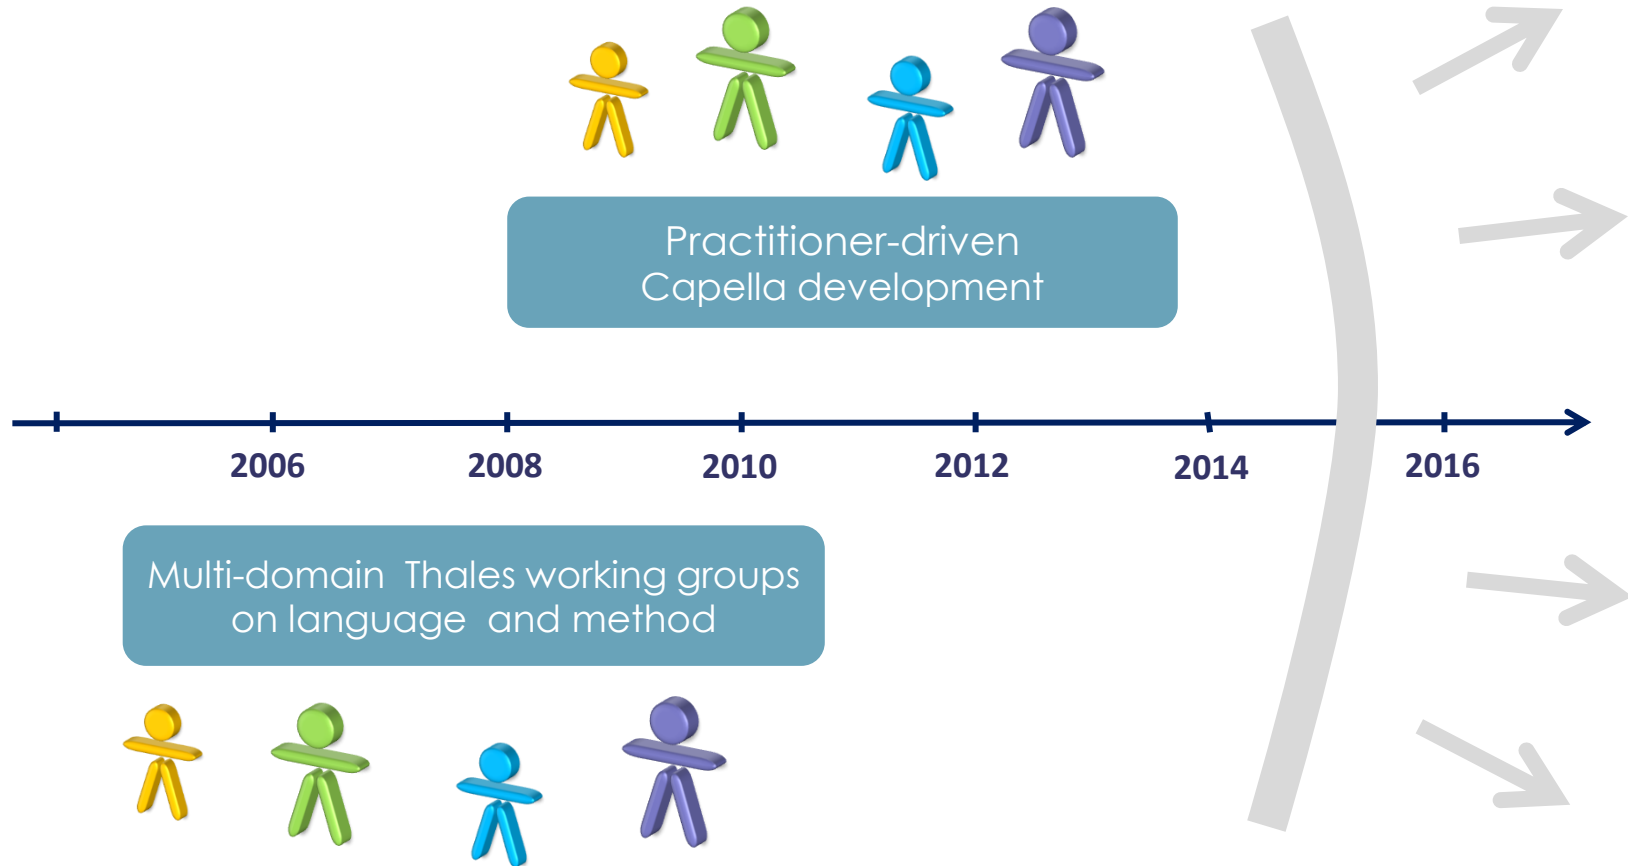 Practitioner-driven
Capella development
2006 2008 2010 2012 2014 2016
Multi-domain Thales working groups
on language and method